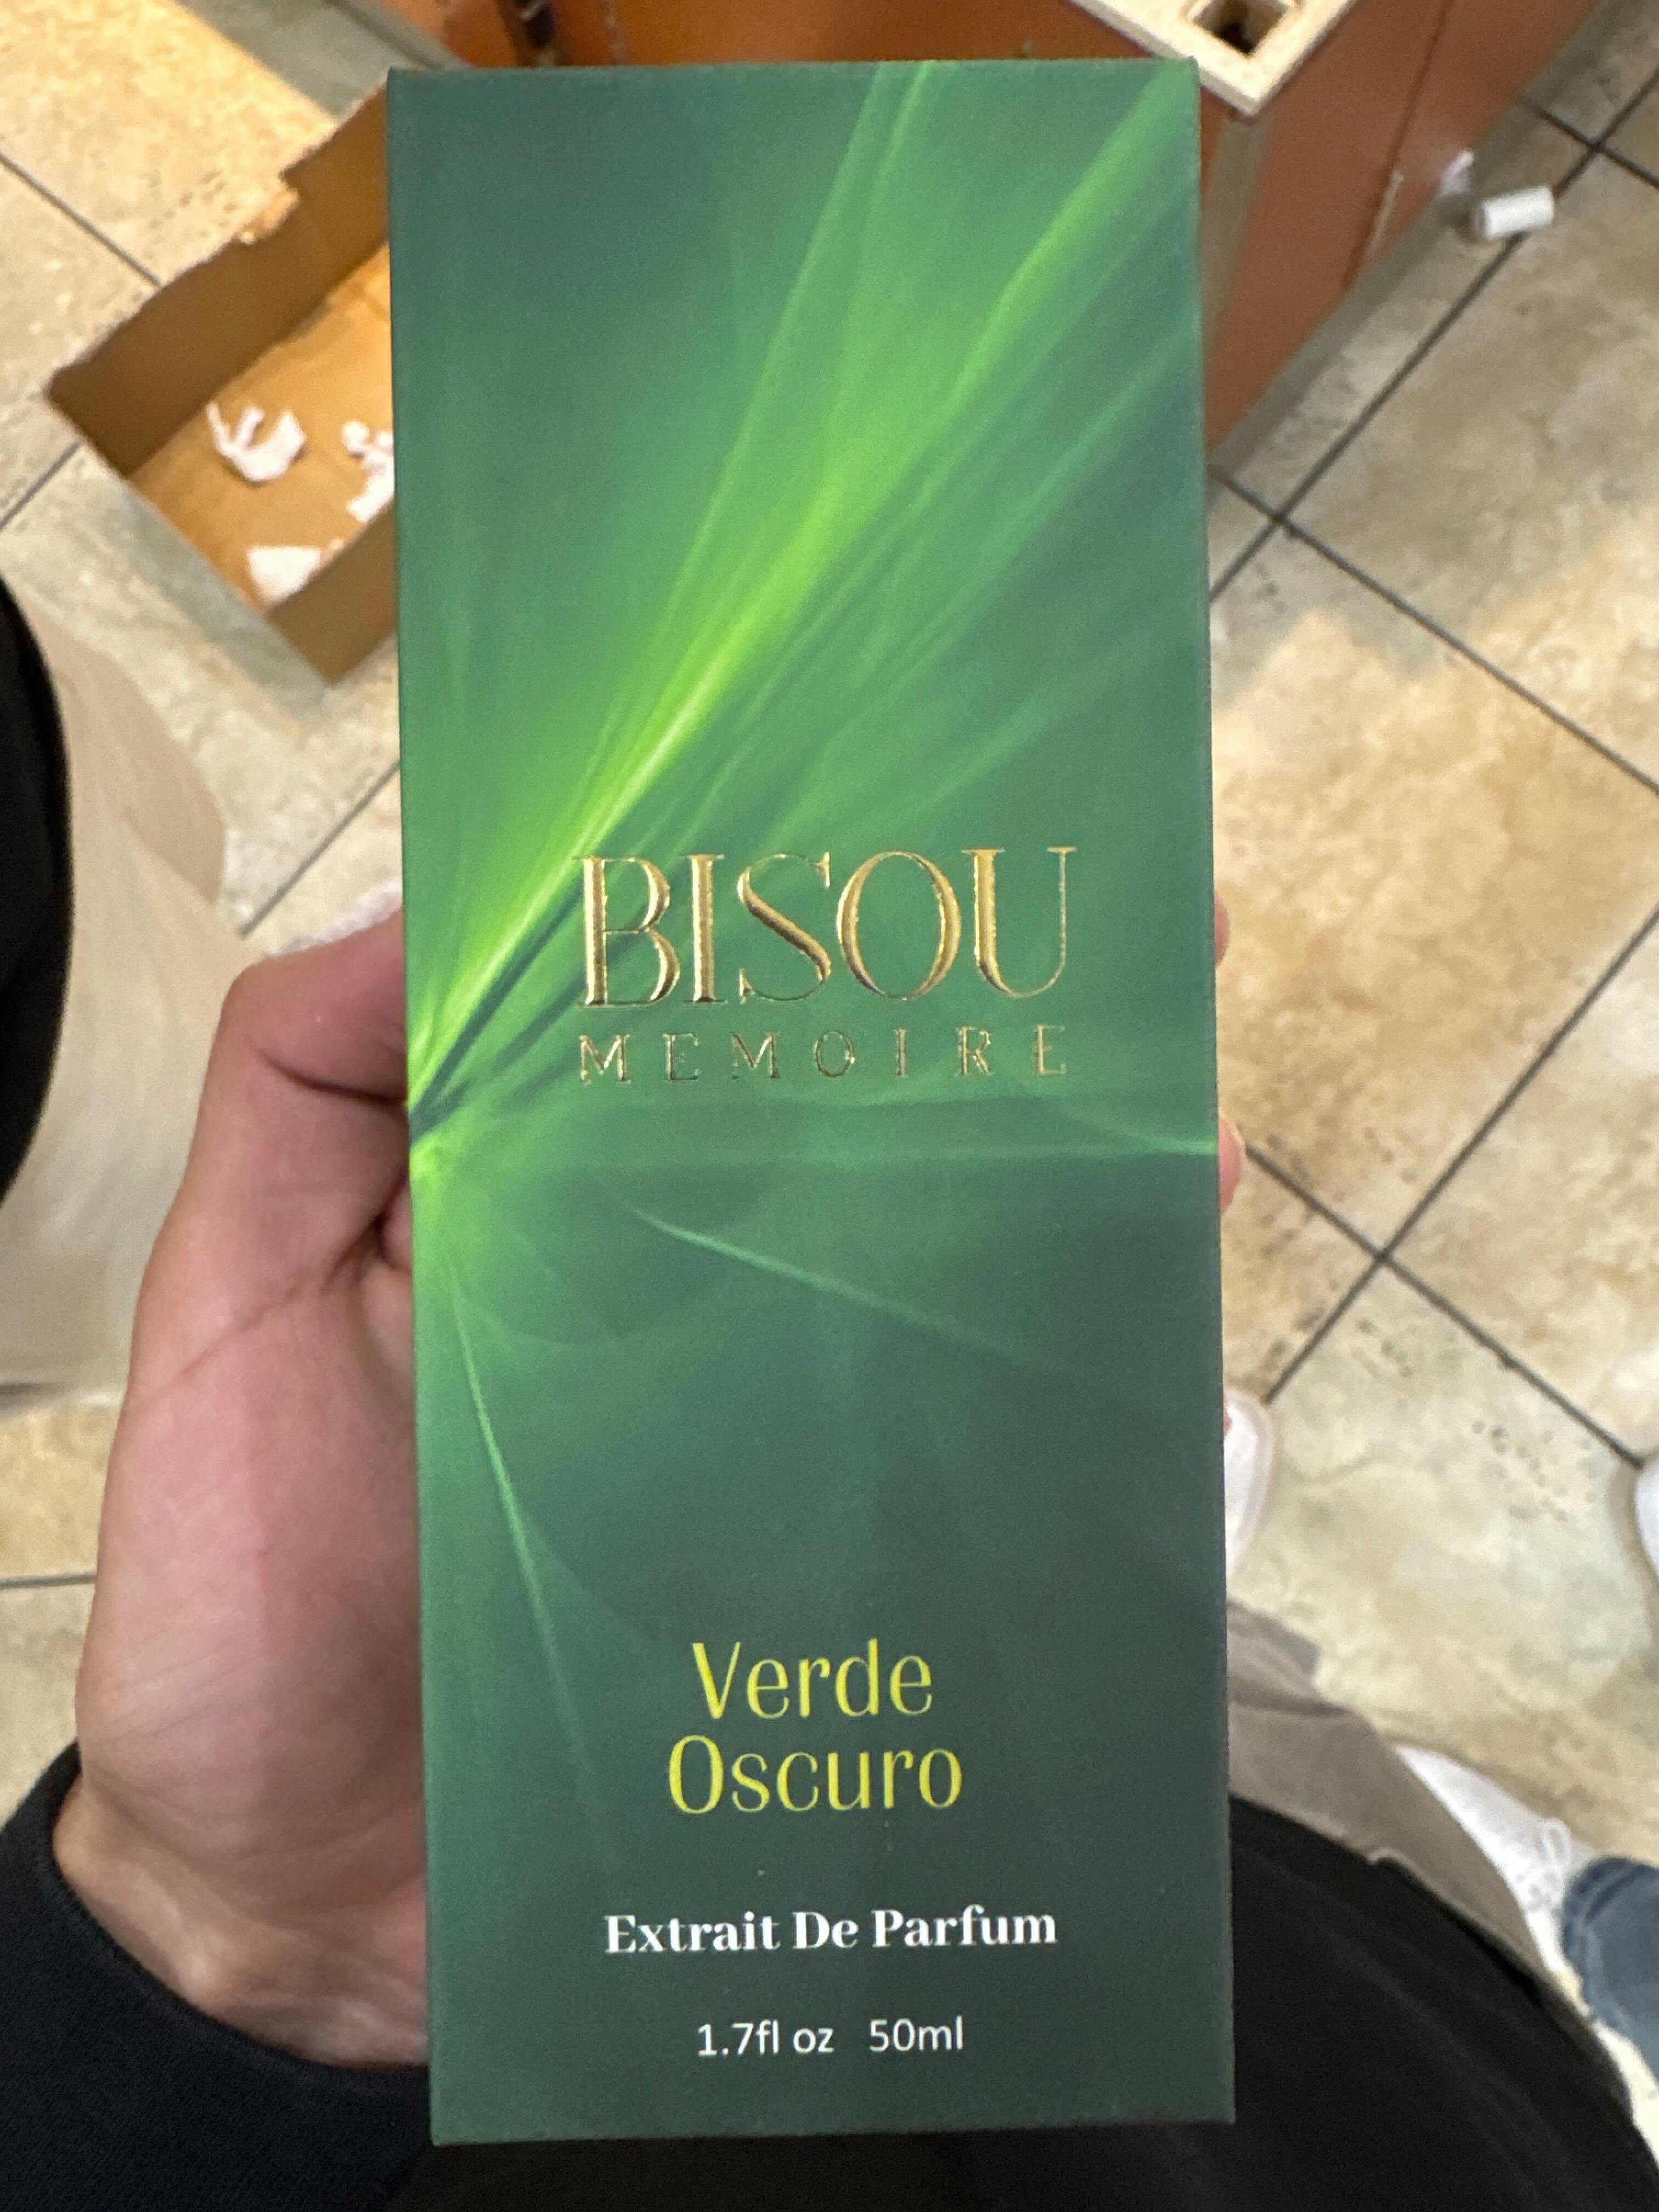 BISOU
MEMOIRE
Verde
Oscuro
Extrait De Parfum
1.7fl oz 50ml